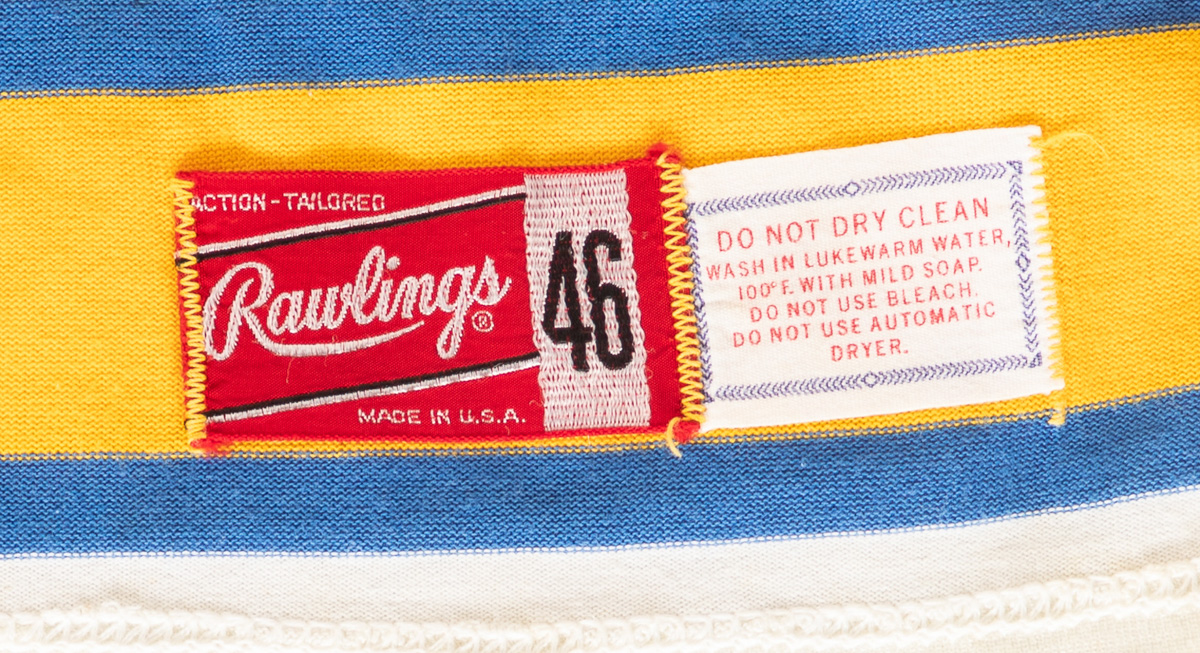 ACTION-TAILORED
Rawlings ®
MADE IN U.S.A.
46
DO NOT DRY CLEAN
WASH IN LUKEWARM WATER,
100° F. WITH MILD SOAP.
DO NOT USE BLEACH.
DO NOT USE AUTOMATIC
DRYER.